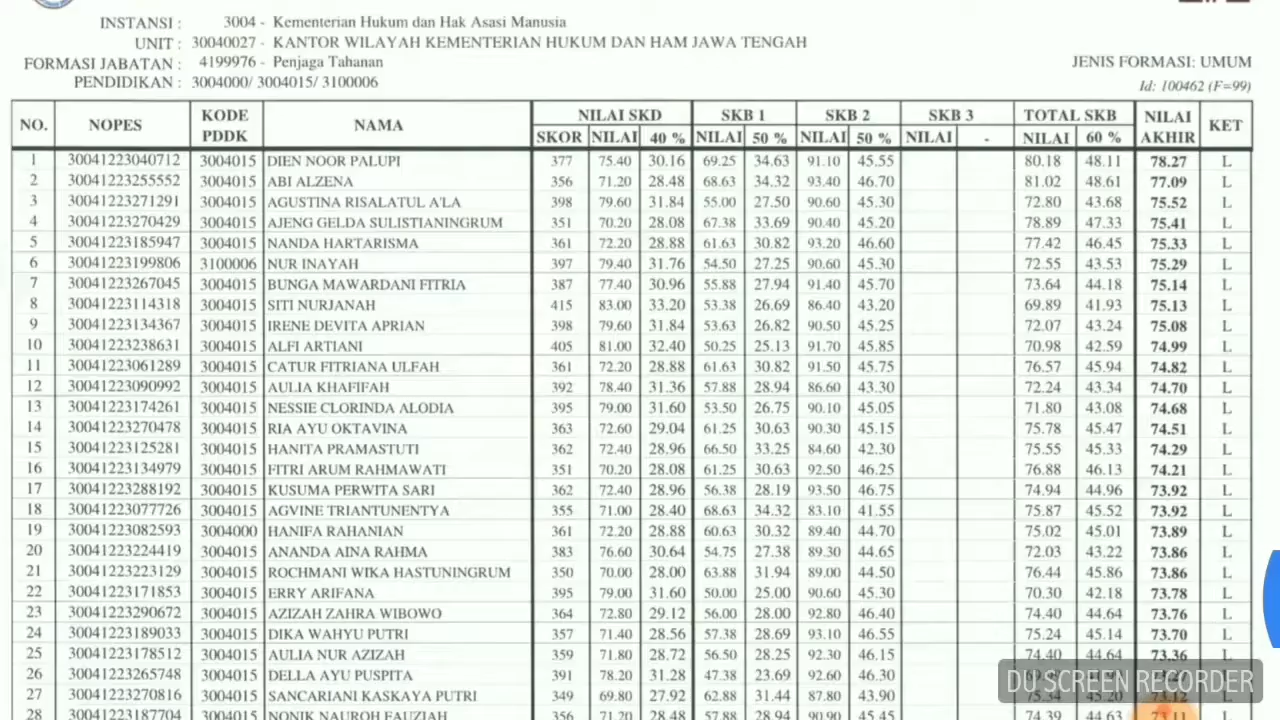 INSTANSI : 3004 - Kementerian Hukum dan Hak Asasi Manusia
UNIT : 30040027 - KANTOR WILAYAH KEMENTERIAN HUKUM DAN HAM JAWA TENGAH
FORMASI JABATAN : 4199976 - Penjaga Tahanan JENIS FORMASI: UMUM
PENDIDIKAN : 3004000/ 3004015/ 3100006 Id: 100462 (F=99)
NO. NOPES KODE PDDK NAMA NILAI SKD SKB 1 SKB 2 SKB 3 TOTAL SKB NILAI AKHIR KET
SKOR NILAI 40 % NILAI 50 % NILAI 50 % NILAI - NILAI 60 %
1 30041223040712 3004015 DIEN NOOR PALUPI 377 75.40 30.16 69.25 34.63 91.10 45.55 80.18 48.11 78.27 L
2 30041223255552 3004015 ABI ALZENA 356 71.20 28.48 68.63 34.32 93.40 46.70 81.02 48.61 77.09 L
3 30041223271291 3004015 AGUSTINA RISALATUL A'LA 398 79.60 31.84 55.00 27.50 90.60 45.30 72.80 43.68 75.52 L
4 30041223270429 3004015 AJENG GELDA SULISTIANINGRUM 351 70.20 28.08 67.38 33.69 90.40 45.20 78.89 47.33 75.41 L
5 30041223185947 3004015 NANDA HARTARISMA 361 72.20 28.88 61.63 30.82 93.20 46.60 77.42 46.45 75.33 L
6 30041223199806 3100006 NUR INAYAH 397 79.40 31.76 54.50 27.25 90.60 45.30 72.55 43.53 75.29 L
7 30041223267045 3004015 BUNGA MAWARDANI FITRIA 387 77.40 30.96 55.88 27.94 91.40 45.70 73.64 44.18 75.14 L
8 30041223114318 3004015 SITI NURJANAH 415 83.00 33.20 53.38 26.69 86.40 43.20 69.89 41.93 75.13 L
9 30041223134367 3004015 IRENE DEVITA APRIAN 398 79.60 31.84 53.63 26.82 90.50 45.25 72.07 43.24 75.08 L
10 30041223238631 3004015 ALFI ARTIANI 405 81.00 32.40 50.25 25.13 91.70 45.85 70.98 42.59 74.99 L
11 30041223061289 3004015 CATUR FITRIANA ULFAH 361 72.20 28.88 61.63 30.82 91.50 45.75 76.57 45.94 74.82 L
12 30041223090992 3004015 AULIA KHAFIFAH 392 78.40 31.36 57.88 28.94 86.60 43.30 72.24 43.34 74.70 L
13 30041223174261 3004015 NESSIE CLORINDA ALODIA 395 79.00 31.60 53.50 26.75 90.10 45.05 71.80 43.08 74.68 L
14 30041223270478 3004015 RIA AYU OKTAVINA 363 72.60 29.04 61.25 30.63 90.30 45.15 75.78 45.47 74.51 L
15 30041223125281 3004015 HANITA PRAMASTUTI 362 72.40 28.96 66.50 33.25 84.60 42.30 75.55 45.33 74.29 L
16 30041223134979 3004015 FITRI ARUM RAHMAWATI 351 70.20 28.08 61.25 30.63 92.50 46.25 76.88 46.13 74.21 L
17 30041223288192 3004015 KUSUMA PERWITA SARI 362 72.40 28.96 56.38 28.19 93.50 46.75 74.94 44.96 73.92 L
18 30041223077726 3004015 AGVINE TRIANTUNENTYA 355 71.00 28.40 68.63 34.32 83.10 41.55 75.87 45.52 73.92 L
19 30041223082593 3004000 HANIFA RAHANIAN 361 72.20 28.88 60.63 30.32 89.40 44.70 75.02 45.01 73.89 L
20 30041223224419 3004015 ANANDA AINA RAHMA 383 76.60 30.64 54.75 27.38 89.30 44.65 72.03 43.22 73.86 L
21 30041223223129 3004015 ROCHMANI WIKA HASTUNINGRUM 350 70.00 28.00 63.88 31.94 89.00 44.50 76.44 45.86 73.86 L
22 30041223171853 3004015 ERRY ARIFANA 395 79.00 31.60 50.00 25.00 90.60 45.30 70.30 42.18 73.78 L
23 30041223290672 3004015 AZIZAH ZAHRA WIBOWO 364 72.80 29.12 56.00 28.00 92.80 46.40 74.40 44.64 73.76 L
24 30041223189033 3004015 DIKA WAHYU PUTRI 357 71.40 28.56 57.38 28.69 93.10 46.55 75.24 45.14 73.70 L
25 30041223178512 3004015 AULIA NUR AZIZAH 359 71.80 28.72 56.50 28.25 92.30 46.15 74.40 44.64 73.36 L
26 30041223265748 3004015 DELLA AYU PUSPITA 391 78.20 31.28 47.38 23.69 92.60 46.30
27 30041223270816 3004015 SANCARIANI KASKAYA PUTRI 349 69.80 27.92 62.88 31.44 87.80 43.90
28 30041223187704 3004015 NONIK NAUROH FAUZIAH 356 71.20 28.48 57.88 28.94 90.90 45.45 74.39 44.63 73.11 L
DU SCREEN RECORDER